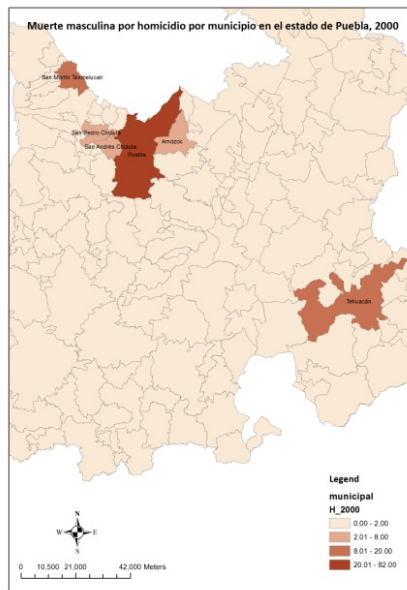 Muerte masculina por homicidio por municipio en el estado de Puebla, 2000
San Martín Texmelucan
San Pedro Cholula
San Andrés Cholula
Amozoc
Puebla
Tehuacán
Legend
municipal
H_2000
0.00 - 2.00
2.01 - 8.00
8.01 - 20.00
20.01 - 82.00
N
W E
S
0 10,500 21,000 42,000 Meters